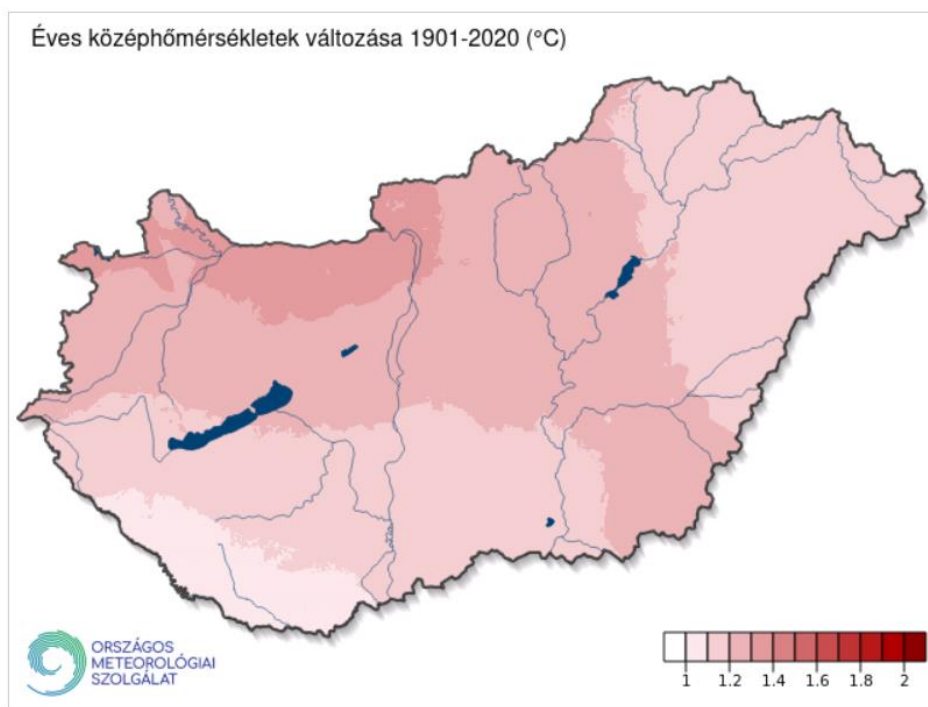 Éves középhőmérsékletek változása 1901-2020 (°C)
ORSZÁGOS
METEOROLÓGIAI
SZOLGÁLAT
1 1.2 1.4 1.6 1.8 2